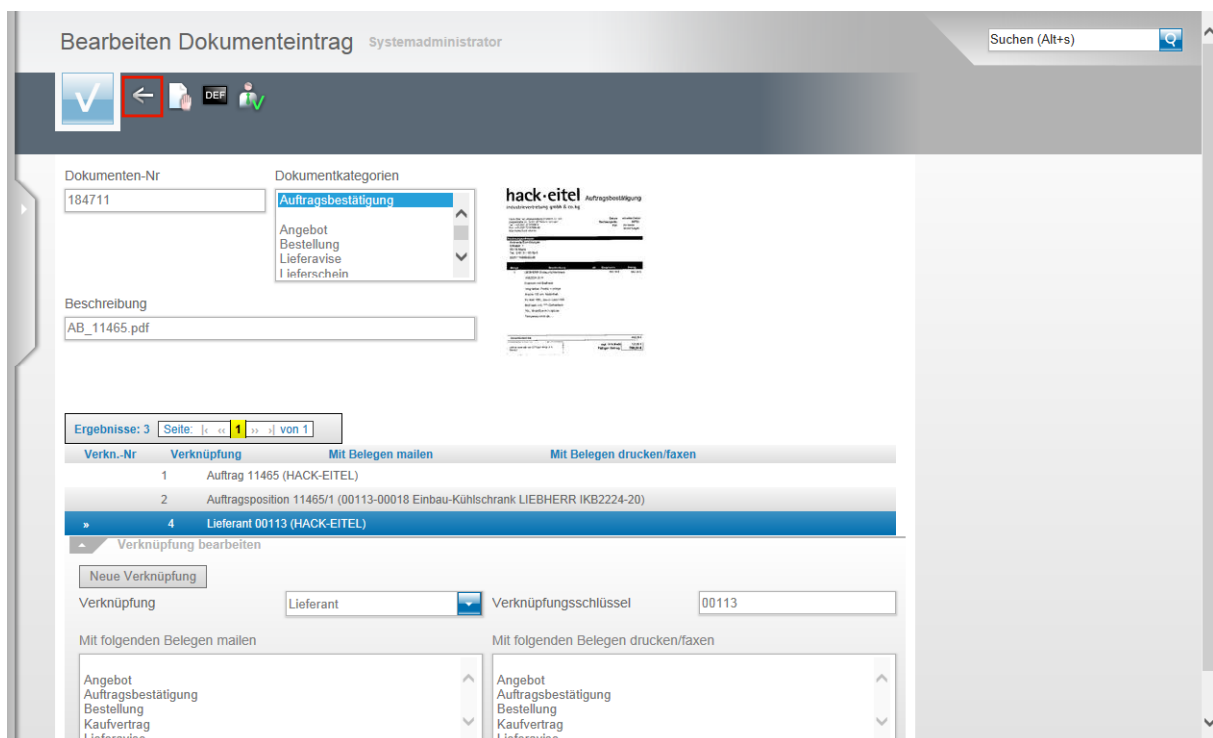 Bearbeiten Dokumenteintrag Systemadministrator
Suchen (Alt+s)
DEF
Dokumenten-Nr
Dokumentkategorien
184711
Auftragsbestätigung
Angebot
Bestellung
Lieferavise
Lieferschein
hack·eitel Auftragsbestätigung
Beschreibung
AB_11465.pdf
Ergebnisse: 3 Seite: |‹ ‹‹ 1 ›› ›| von 1
Verkn.-Nr Verknüpfung Mit Belegen mailen Mit Belegen drucken/faxen
1 Auftrag 11465 (HACK-EITEL)
2 Auftragsposition 11465/1 (00113-00018 Einbau-Kühlschrank LIEBHERR IKB2224-20)
» 4 Lieferant 00113 (HACK-EITEL)
Verknüpfung bearbeiten
Neue Verknüpfung
Verknüpfung Lieferant Verknüpfungsschlüssel 00113
Mit folgenden Belegen mailen
Mit folgenden Belegen drucken/faxen
Angebot
Auftragsbestätigung
Bestellung
Kaufvertrag
Lieferavise
Angebot
Auftragsbestätigung
Bestellung
Kaufvertrag
Lieferavise